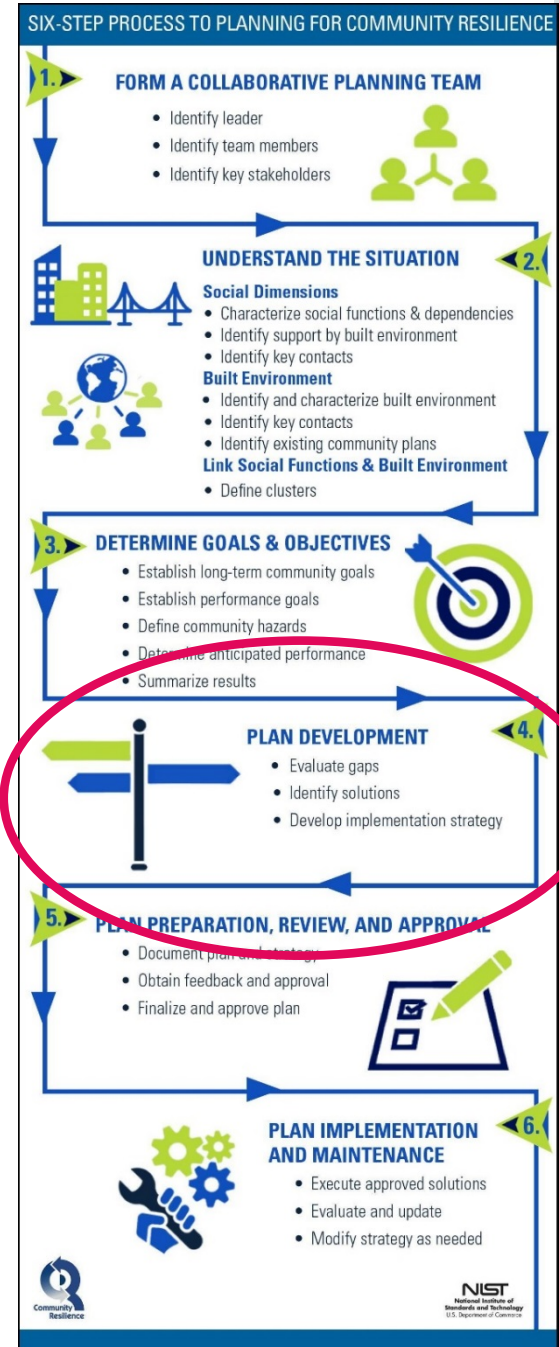 SIX-STEP PROCESS TO PLANNING FOR COMMUNITY RESILIENCE
1.
FORM A COLLABORATIVE PLANNING TEAM
• Identify leader
• Identify team members
• Identify key stakeholders
UNDERSTAND THE SITUATION
2.
Social Dimensions
• Characterize social functions & dependencies
• Identify support by built environment
• Identify key contacts
Built Environment
• Identify and characterize built environment
• Identify key contacts
• Identify existing community plans
Link Social Functions & Built Environment
• Define clusters
3.
DETERMINE GOALS & OBJECTIVES
• Establish long-term community goals
• Establish performance goals
• Define community hazards
• Determine anticipated performance
• Summarize results
4.
PLAN DEVELOPMENT
• Evaluate gaps
• Identify solutions
• Develop implementation strategy
5.
PLAN PREPARATION, REVIEW, AND APPROVAL
• Document plan and strategy
• Obtain feedback and approval
• Finalize and approve plan
6.
PLAN IMPLEMENTATION
AND MAINTENANCE
• Execute approved solutions
• Evaluate and update
• Modify strategy as needed
Community
Resilience
NIST
National Institute of
Standards and Technology
U.S. Department of Commerce